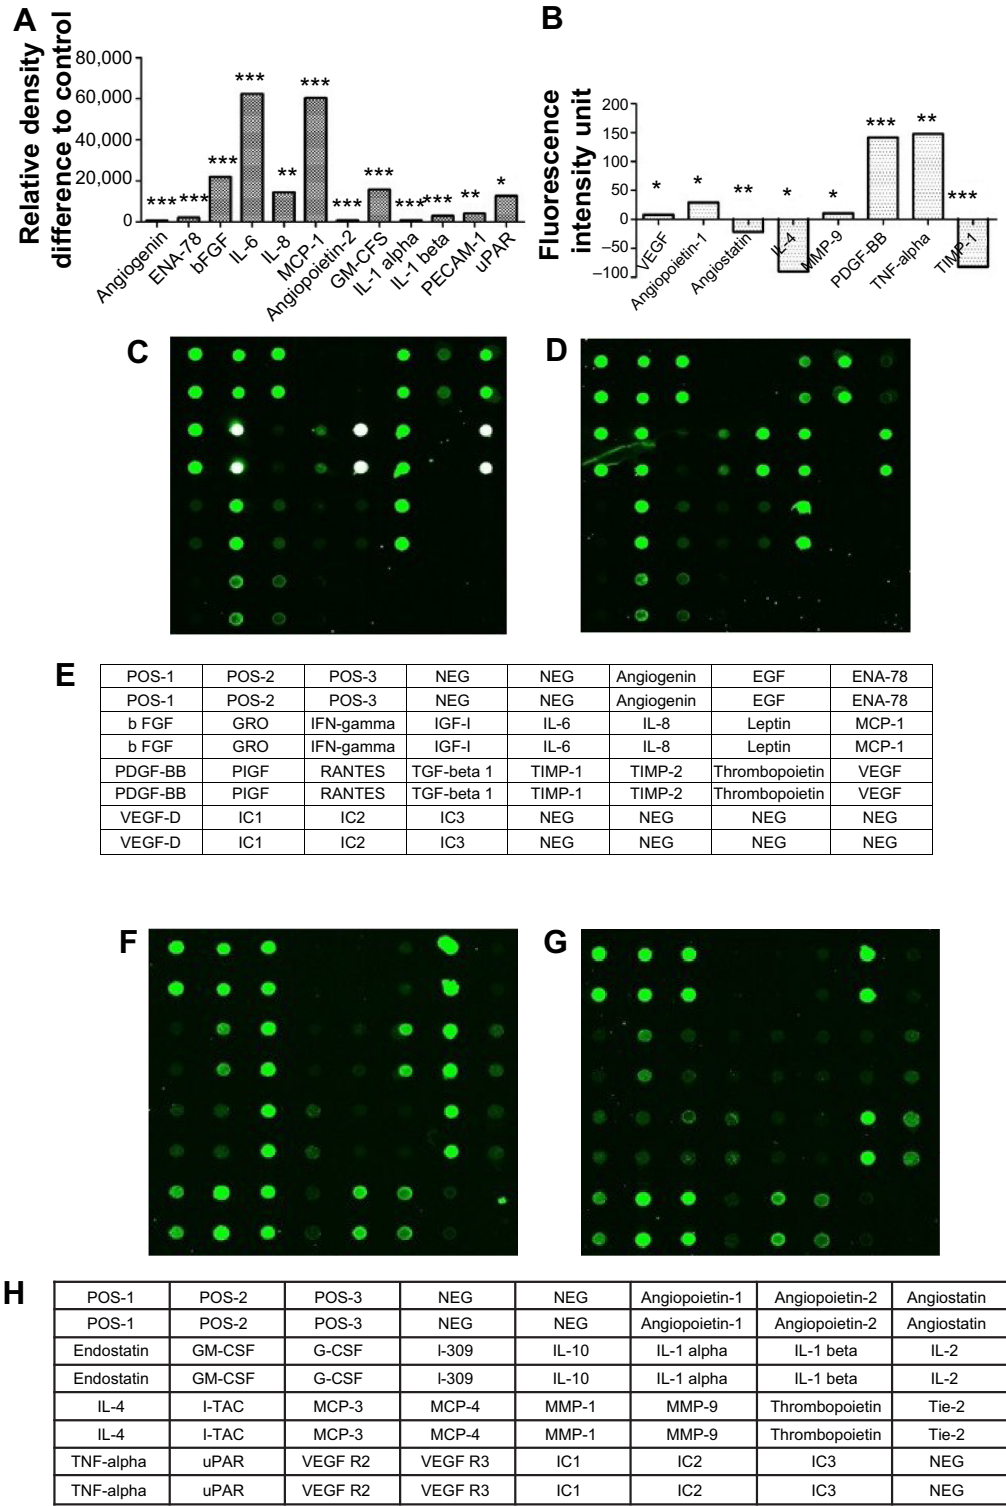 A
Relative density
difference to control
80,000
60,000
40,000
20,000
0
*** *** *** *** ** *** *** *** *** *** ** *
Angiogenin
ENA-78
bFGF
IL-6
IL-8
MCP-1
Angiopoietin-2
GM-CFS
IL-1 alpha
IL-1 beta
PECAM-1
uPAR
B
Fluorescence
intensity unit
200
150
100
50
0
−50
−100
* * ** * * *** ** ***
VEGF
Angiopoietin-1
Angiostatin
IL-4
MMP-9
PDGF-BB
TNF-alpha
TIMP-1
C
D
E
POS-1 POS-2 POS-3 NEG NEG Angiogenin EGF ENA-78
POS-1 POS-2 POS-3 NEG NEG Angiogenin EGF ENA-78
b FGF GRO IFN-gamma IGF-I IL-6 IL-8 Leptin MCP-1
b FGF GRO IFN-gamma IGF-I IL-6 IL-8 Leptin MCP-1
PDGF-BB PIGF RANTES TGF-beta 1 TIMP-1 TIMP-2 Thrombopoietin VEGF
PDGF-BB PIGF RANTES TGF-beta 1 TIMP-1 TIMP-2 Thrombopoietin VEGF
VEGF-D IC1 IC2 IC3 NEG NEG NEG NEG
VEGF-D IC1 IC2 IC3 NEG NEG NEG NEG
F
G
H
POS-1 POS-2 POS-3 NEG NEG Angiopoietin-1 Angiopoietin-2 Angiostatin
POS-1 POS-2 POS-3 NEG NEG Angiopoietin-1 Angiopoietin-2 Angiostatin
Endostatin GM-CSF G-CSF I-309 IL-10 IL-1 alpha IL-1 beta IL-2
Endostatin GM-CSF G-CSF I-309 IL-10 IL-1 alpha IL-1 beta IL-2
IL-4 I-TAC MCP-3 MCP-4 MMP-1 MMP-9 Thrombopoietin Tie-2
IL-4 I-TAC MCP-3 MCP-4 MMP-1 MMP-9 Thrombopoietin Tie-2
TNF-alpha uPAR VEGF R2 VEGF R3 IC1 IC2 IC3 NEG
TNF-alpha uPAR VEGF R2 VEGF R3 IC1 IC2 IC3 NEG